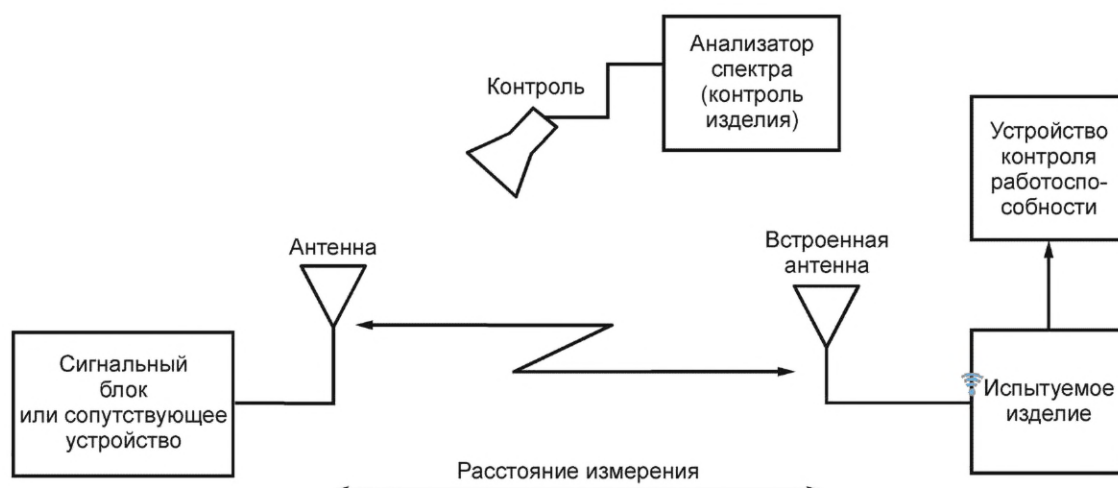 Анализатор
спектра
(контроль
изделия)
Контроль
Устройство
контроля
работоспо-
собности
Антенна
Встроенная
антенна
Сигнальный
блок
или сопутствующее
устройство
Испытуемое
изделие
Расстояние измерения